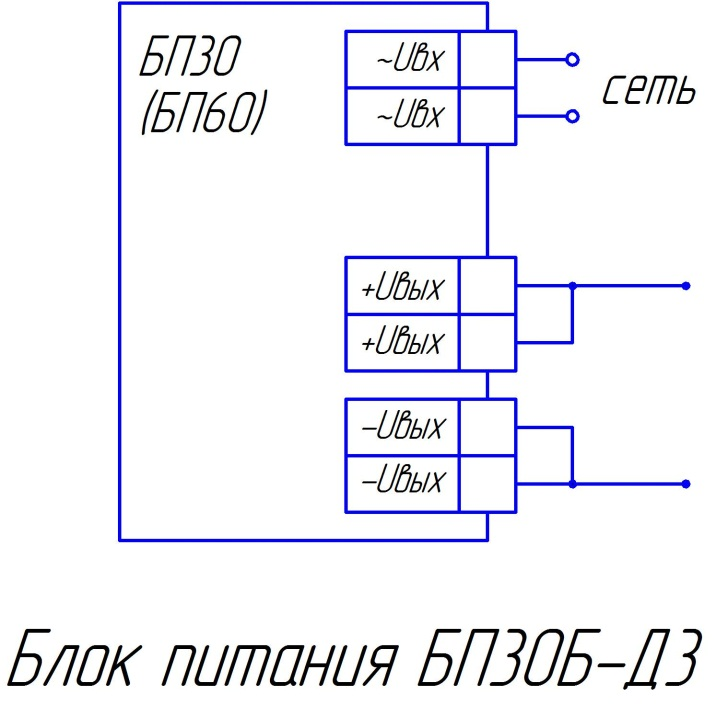 БП30
(БП60)
~Uвх
~Uвх
сеть
+Uвых
+Uвых
-Uвых
-Uвых
Блок питания БП30Б-Д3